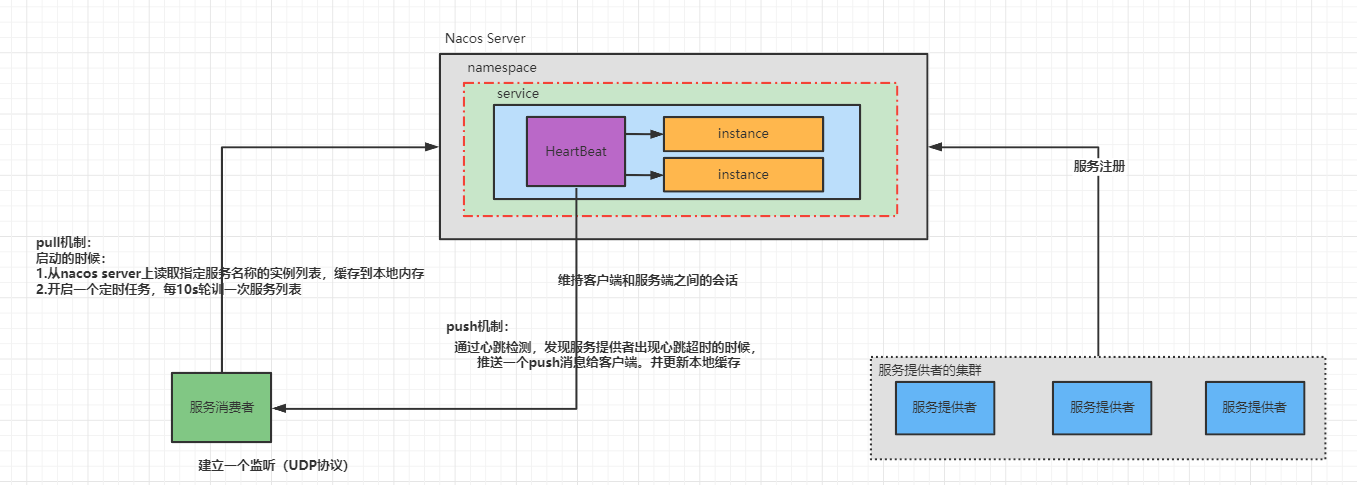 Nacos Server
namespace
service
HeartBeat
instance
instance
服务注册
pull机制：
启动的时候：
1.从nacos server上读取指定服务名称的实例列表，缓存到本地内存
2.开启一个定时任务，每10s轮训一次服务列表
维持客户端和服务端之间的会话
push机制：
通过心跳检测，发现服务提供者出现心跳超时的时候，
推送一个push消息给客户端。并更新本地缓存
服务消费者
建立一个监听（UDP协议）
服务提供者的集群
服务提供者
服务提供者
服务提供者